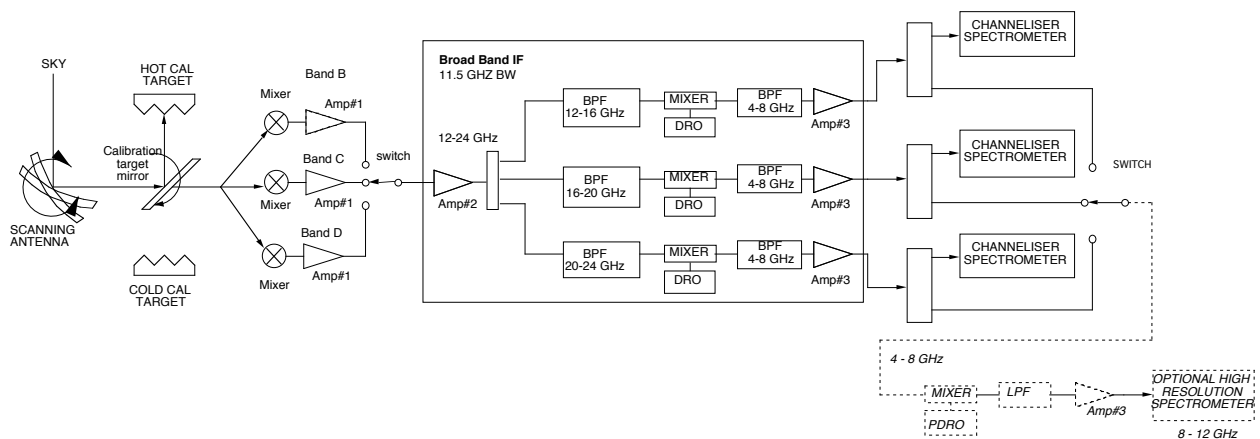 SKY
HOT CAL
TARGET
Calibration
target
mirror
SCANNING
ANTENNA
COLD CAL
TARGET
Band B
Mixer
Amp#1
Band C
Mixer
Amp#1
Band D
Mixer
Amp#1
switch
Broad Band IF
11.5 GHZ BW
12-24 GHz
Amp#2
BPF
12-16 GHz
MIXER
DRO
BPF
4-8 GHz
Amp#3
BPF
16-20 GHz
MIXER
DRO
BPF
4-8 GHz
Amp#3
BPF
20-24 GHz
MIXER
DRO
BPF
4-8 GHz
Amp#3
CHANNELISER
SPECTROMETER
CHANNELISER
SPECTROMETER
CHANNELISER
SPECTROMETER
SWITCH
4 - 8 GHz
MIXER
PDRO
LPF
Amp#3
OPTIONAL HIGH
RESOLUTION
SPECTROMETER
8 - 12 GHz